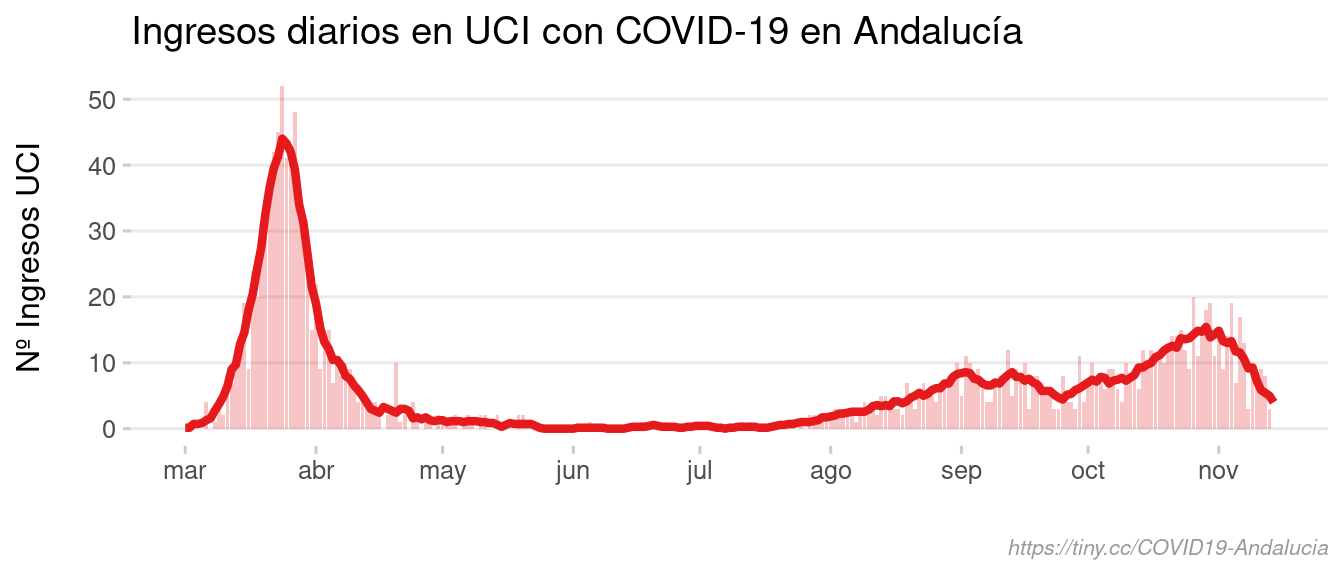 Ingresos diarios en UCI con COVID-19 en Andalucía
Nº Ingresos UCI
50
40
30
20
10
0
mar abr may jun jul ago sep oct nov
https://tiny.cc/COVID19-Andalucia